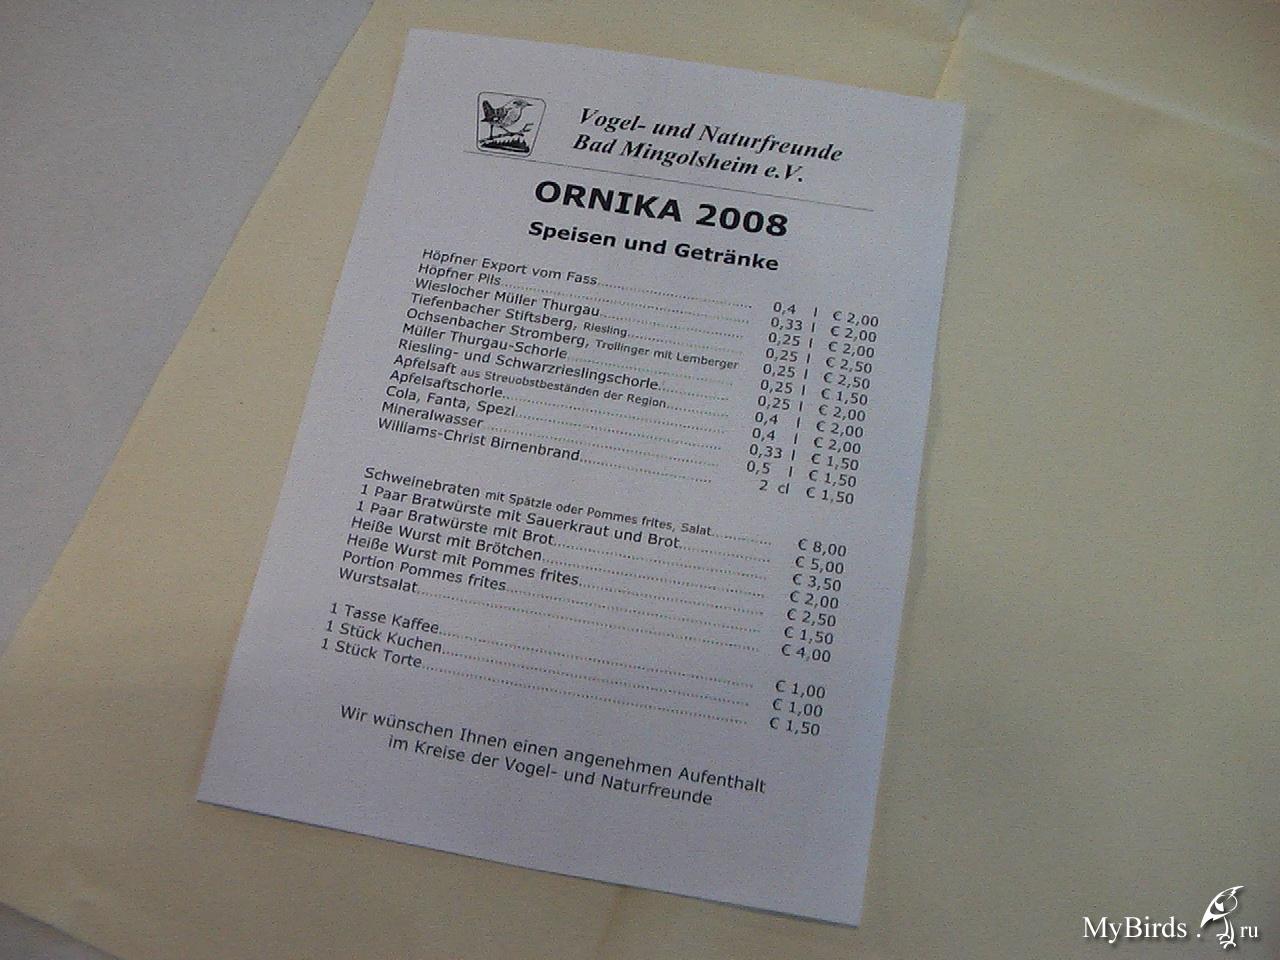 Vogel- und Naturfreunde
Bad Mingolsheim e.V.
ORNIKA 2008
Speisen und Getränke
Höpfner Export vom Fass 0,4 l € 2,00
Höpfner Pils 0,33 l € 2,00
Wieslocher Müller Thurgau 0,25 l € 2,00
Tiefenbacher Stiftsberg, Riesling 0,25 l € 2,50
Ochsenbacher Stromberg, Trollinger mit Lemberger 0,25 l € 2,50
Müller Thurgau-Schorle 0,25 l € 1,50
Riesling- und Schwarzrieslingschorle 0,25 l € 2,00
Apfelsaft aus Streuobstbeständen der Region 0,4 l € 2,00
Apfelsaftschorle 0,4 l € 2,00
Cola, Fanta, Spezi 0,33 l € 1,50
Mineralwasser 0,5 l € 1,50
Williams-Christ Birnenbrand 2 cl € 1,50
Schweinebraten mit Spätzle oder Pommes frites, Salat € 8,00
1 Paar Bratwürste mit Sauerkraut und Brot € 5,00
1 Paar Bratwürste mit Brot € 3,50
Heiße Wurst mit Brötchen € 2,00
Heiße Wurst mit Pommes frites € 2,50
Portion Pommes frites € 1,50
Wurstsalat € 4,00
1 Tasse Kaffee € 1,00
1 Stück Kuchen € 1,00
1 Stück Torte € 1,50
Wir wünschen Ihnen einen angenehmen Aufenthalt
im Kreise der Vogel- und Naturfreunde
MyBirds.ru